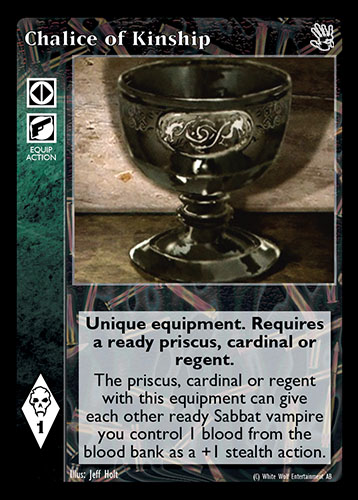 Chalice of Kinship
EQUIP
ACTION
Unique equipment. Requires
a ready priscus, cardinal or
regent.
The priscus, cardinal or regent
with this equipment can give
each other ready Sabbat vampire
you control 1 blood from the
blood bank as a +1 stealth action.
1
Illus: Jeff Holt
(C) White Wolf Entertainment AB